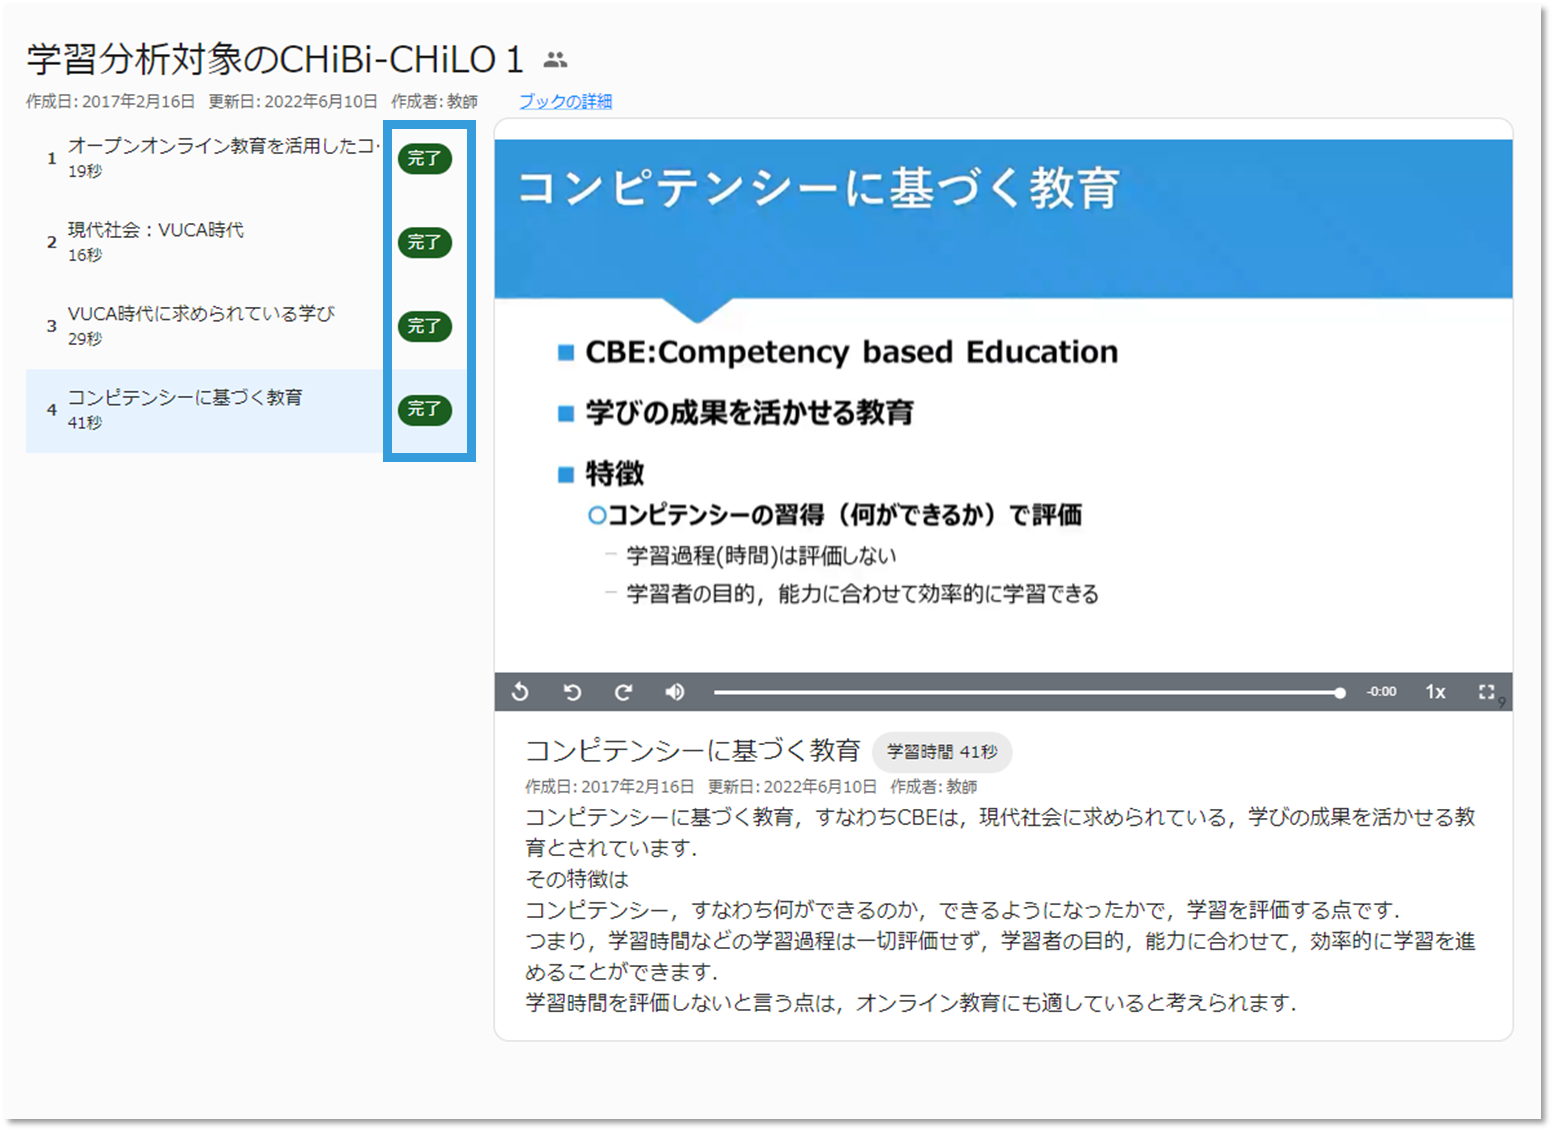 学習分析対象のCHiBi-CHiLO１
作成日: 2017年2月16日 更新日: 2022年6月10日 作成者: 教師 ブックの詳細
1 オープンオンライン教育を活用したコ 完了
19秒
2 現代社会：VUCA時代 完了
16秒
3 VUCA時代に求められている学び 完了
29秒
4 コンピテンシーに基づく教育 完了
41秒
コンピテンシーに基づく教育
CBE:Competency based Education
学びの成果を活かせる教育
特徴
コンピテンシーの習得（何ができるか）で評価
学習過程(時間)は評価しない
学習者の目的，能力に合わせて効率的に学習できる
-0:00 1x 9
コンピテンシーに基づく教育 学習時間 41秒
作成日: 2017年2月16日 更新日: 2022年6月10日 作成者: 教師
コンピテンシーに基づく教育，すなわちCBEは，現代社会に求められている，学びの成果を活かせる教
育とされています．
その特徴は
コンピテンシー，すなわち何ができるのか，できるようになったかで，学習を評価する点です．
つまり，学習時間などの学習過程は一切評価せず，学習者の目的，能力に合わせて，効率的に学習を進
めることができます．
学習時間を評価しないと言う点は，オンライン教育にも適していると考えられます．